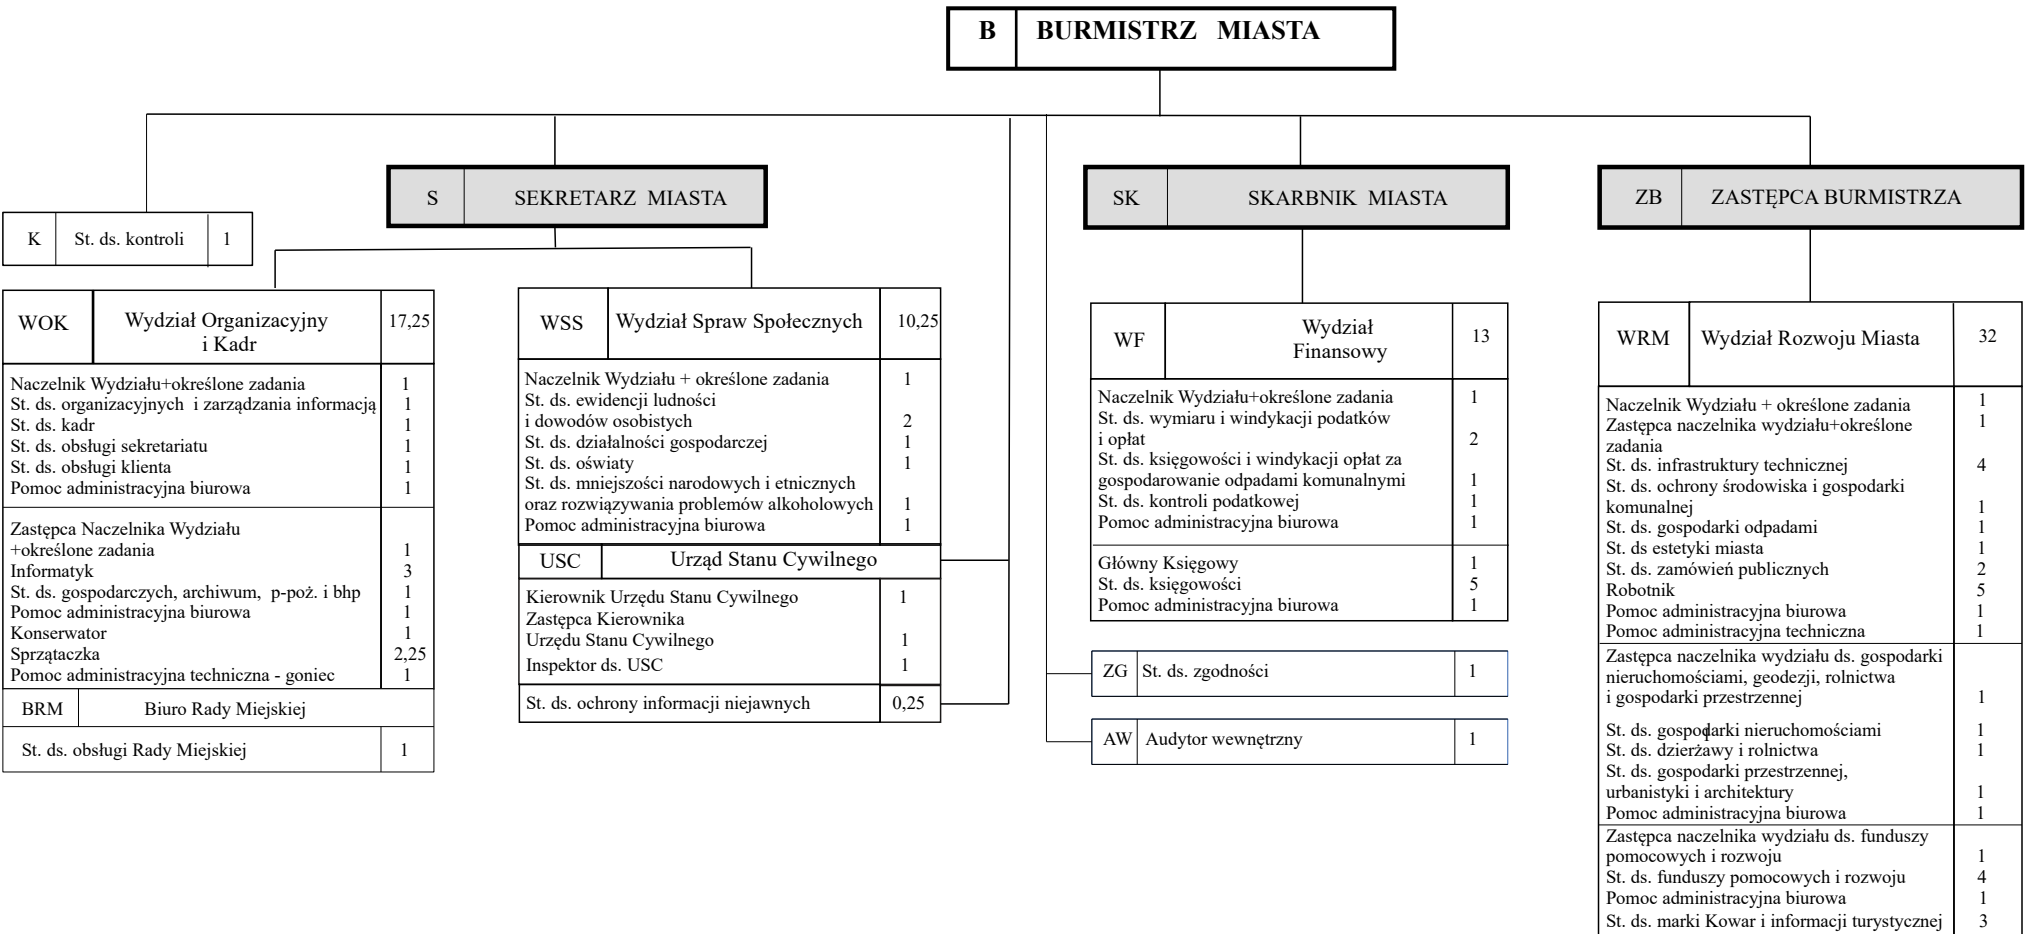 B BURMISTRZ MIASTA
S SEKRETARZ MIASTA
SK SKARBNIK MIASTA
ZB ZASTĘPCA BURMISTRZA
K St. ds. kontroli 1
WOK Wydział Organizacyjny 17,25
i Kadr
Naczelnik Wydziału+określone zadania 1
St. ds. organizacyjnych i zarządzania informacją 1
St. ds. kadr 1
St. ds. obsługi sekretariatu 1
St. ds. obsługi klienta 1
Pomoc administracyjna biurowa 1
Zastępca Naczelnika Wydziału
+określone zadania 1
Informatyk 3
St. ds. gospodarczych, archiwum, p-poż. i bhp 1
Pomoc administracyjna biurowa 1
Konserwator 1
Sprzątaczka 2,25
Pomoc administracyjna techniczna - goniec 1
BRM Biuro Rady Miejskiej
St. ds. obsługi Rady Miejskiej 1
WSS Wydział Spraw Społecznych 10,25
Naczelnik Wydziału + określone zadania 1
St. ds. ewidencji ludności
i dowodów osobistych 2
St. ds. działalności gospodarczej 1
St. ds. oświaty 1
St. ds. mniejszości narodowych i etnicznych
oraz rozwiązywania problemów alkoholowych 1
Pomoc administracyjna biurowa 1
USC Urząd Stanu Cywilnego
Kierownik Urzędu Stanu Cywilnego 1
Zastępca Kierownika
Urzędu Stanu Cywilnego 1
Inspektor ds. USC 1
St. ds. ochrony informacji niejawnych 0,25
WF Wydział 13
Finansowy
Naczelnik Wydziału+określone zadania 1
St. ds. wymiaru i windykacji podatków
i opłat 2
St. ds. księgowości i windykacji opłat za
gospodarowanie odpadami komunalnymi 1
St. ds. kontroli podatkowej 1
Pomoc administracyjna biurowa 1
Główny Księgowy 1
St. ds. księgowości 5
Pomoc administracyjna biurowa 1
ZG St. ds. zgodności 1
AW Audytor wewnętrzny 1
WRM Wydział Rozwoju Miasta 32
Naczelnik Wydziału + określone zadania 1
Zastępca naczelnika wydziału+określone 1
zadania
St. ds. infrastruktury technicznej 4
St. ds. ochrony środowiska i gospodarki
komunalnej 1
St. ds. gospodarki odpadami 1
St. ds estetyki miasta 1
St. ds. zamówień publicznych 2
Robotnik 5
Pomoc administracyjna biurowa 1
Pomoc administracyjna techniczna 1
Zastępca naczelnika wydziału ds. gospodarki
nieruchomościami, geodezji, rolnictwa
i gospodarki przestrzennej 1
St. ds. gospodarki nieruchomościami 1
St. ds. dzierżawy i rolnictwa 1
St. ds. gospodarki przestrzennej,
urbanistyki i architektury 1
Pomoc administracyjna biurowa 1
Zastępca naczelnika wydziału ds. funduszy
pomocowych i rozwoju 1
St. ds. funduszy pomocowych i rozwoju 4
Pomoc administracyjna biurowa 1
St. ds. marki Kowar i informacji turystycznej 3